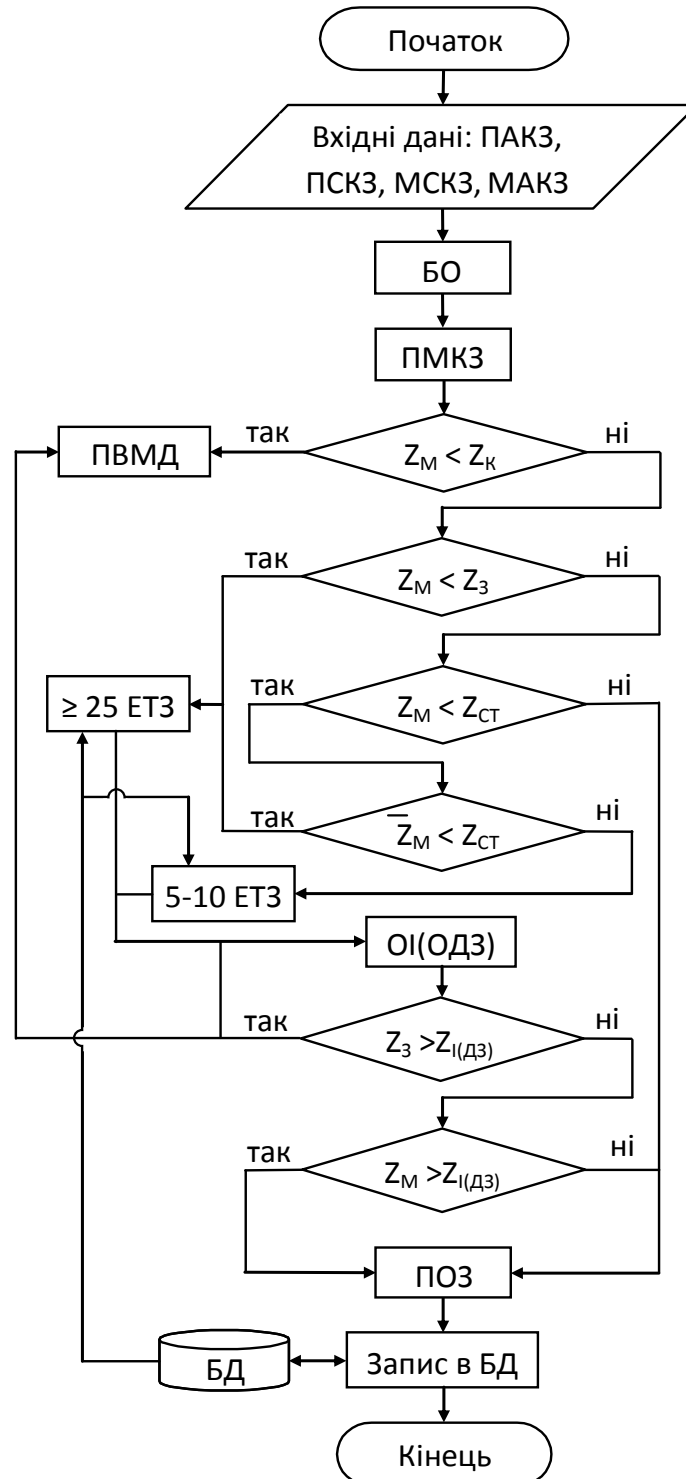 Початок
Вхідні дані: ПАКЗ,
ПСКЗ, МСКЗ, МАКЗ
БО
ПМКЗ
так
ні
ПВМД
Z_М < Z_К
так
ні
Z_М < Z_З
так
ні
≥ 25 ЕТЗ
Z_М < Z_СТ
так
ні
Z̅_М < Z_СТ
5-10 ЕТЗ
ОІ(ОДЗ)
так
ні
Z_З >Z_І(ДЗ)
так
ні
Z_М >Z_І(ДЗ)
ПОЗ
БД
Запис в БД
Кінець